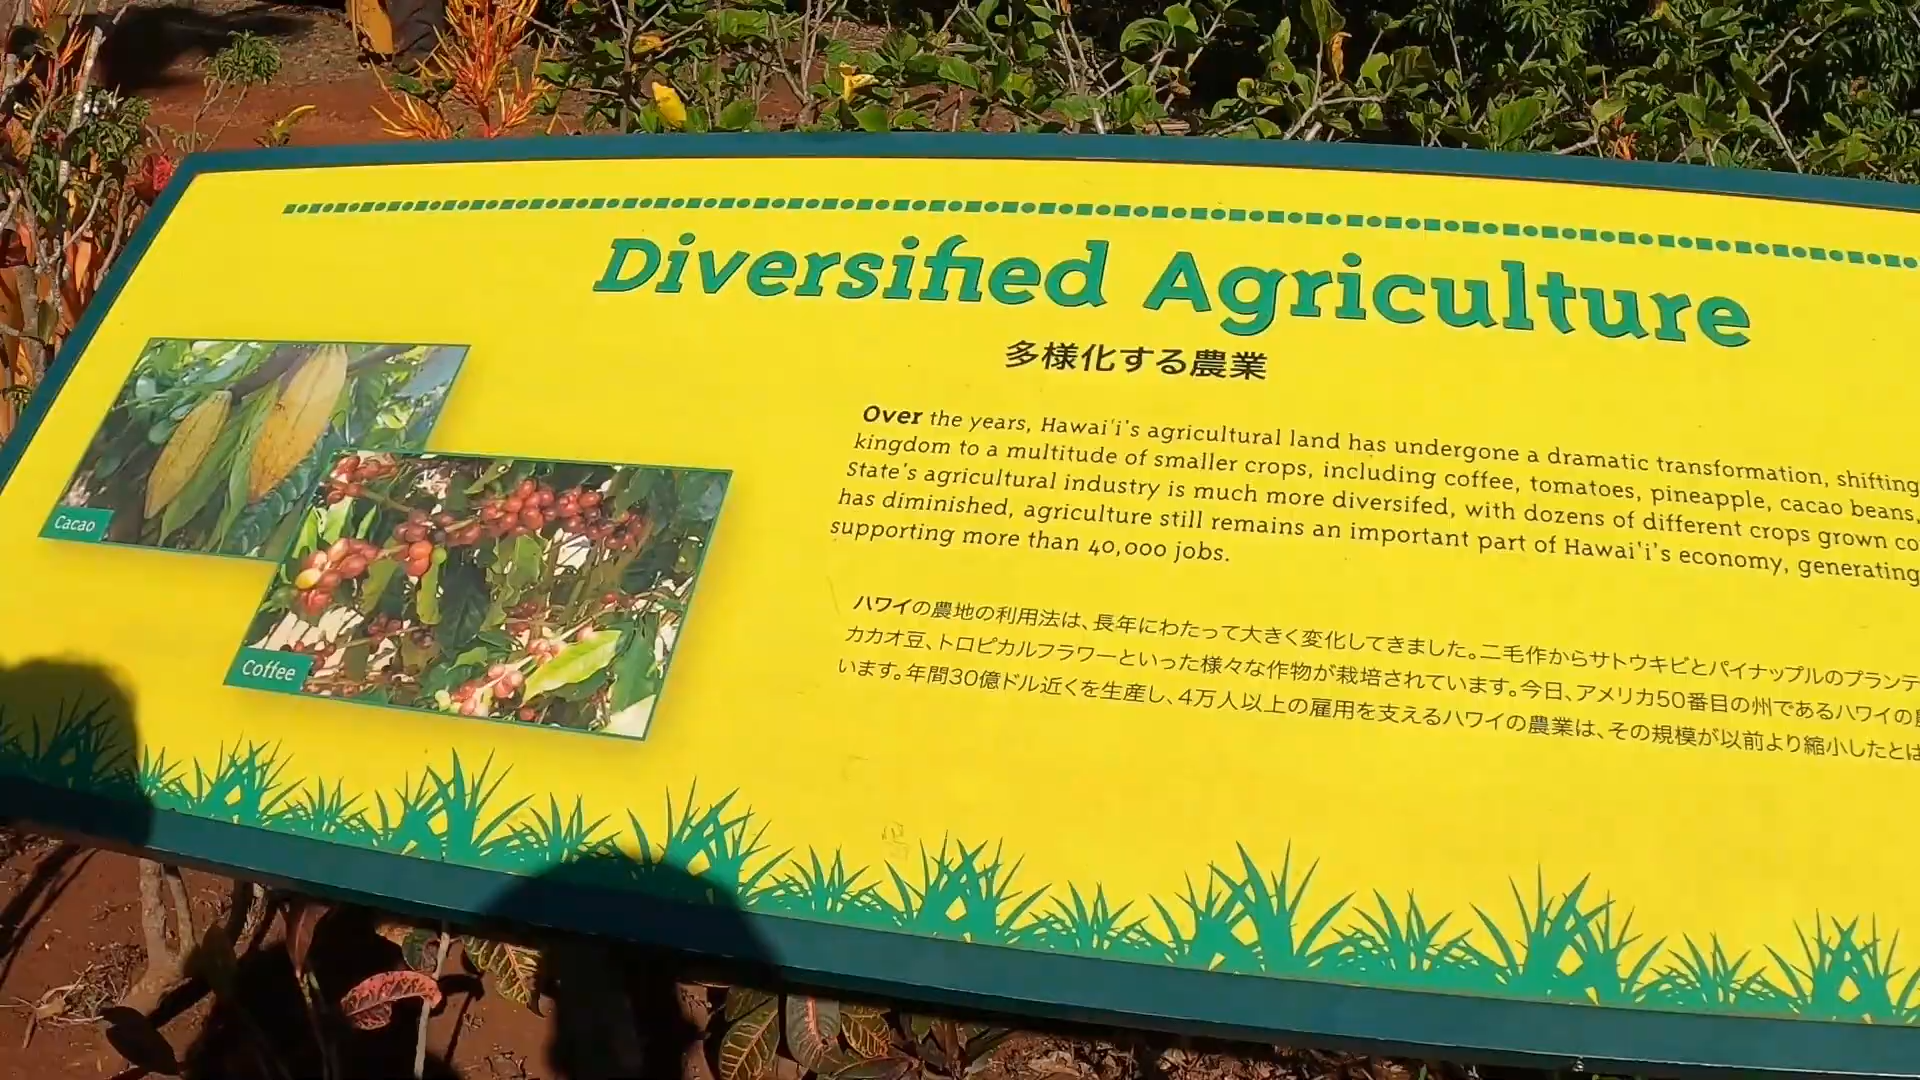 Diversified Agriculture
多様化する農業
Over the years, Hawai'i's agricultural land has undergone a dramatic transformation, shifting
kingdom to a multitude of smaller crops, including coffee, tomatoes, pineapple, cacao beans,
State's agricultural industry is much more diversifed, with dozens of different crops grown co
has diminished, agriculture still remains an important part of Hawai'i's economy, generating
supporting more than 40,000 jobs.
ハワイの農地の利用法は、長年にわたって大きく変化してきました。二毛作からサトウキビとパイナップルのプランテ
カカオ豆、トロピカルフラワーといった様々な作物が栽培されています。今日、アメリカ50番目の州であるハワイの
います。年間30億ドル近くを生産し、4万人以上の雇用を支えるハワイの農業は、その規模が以前より縮小したとは
Cacao
Coffee